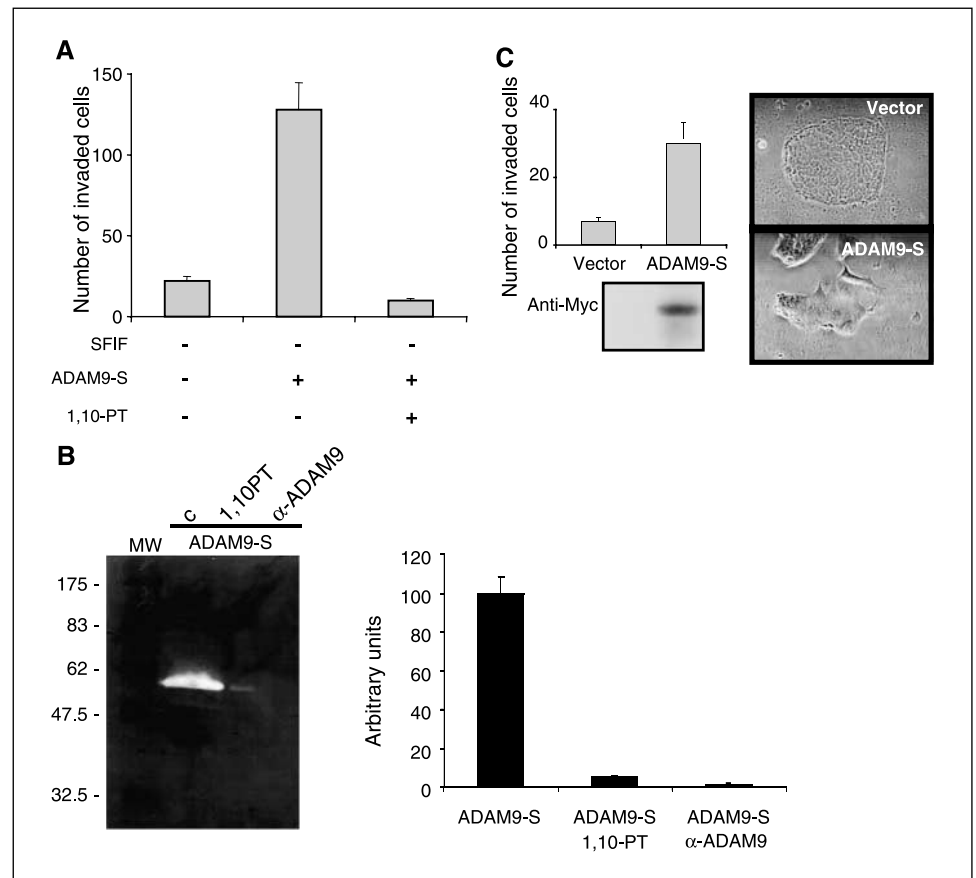 A
Number of invaded cells
150
100
50
0
SFIF - - -
ADAM9-S - + +
1,10-PT - - +
C
Number of invaded cells
40
20
0
Vector ADAM9-S
Anti-Myc
Vector
ADAM9-S
B
c 1,10PT α-ADAM9
MW ADAM9-S
175 -
83 -
62 -
47.5 -
32.5 -
Arbitrary units
120
100
80
60
40
20
0
ADAM9-S ADAM9-S ADAM9-S
1,10-PT α-ADAM9